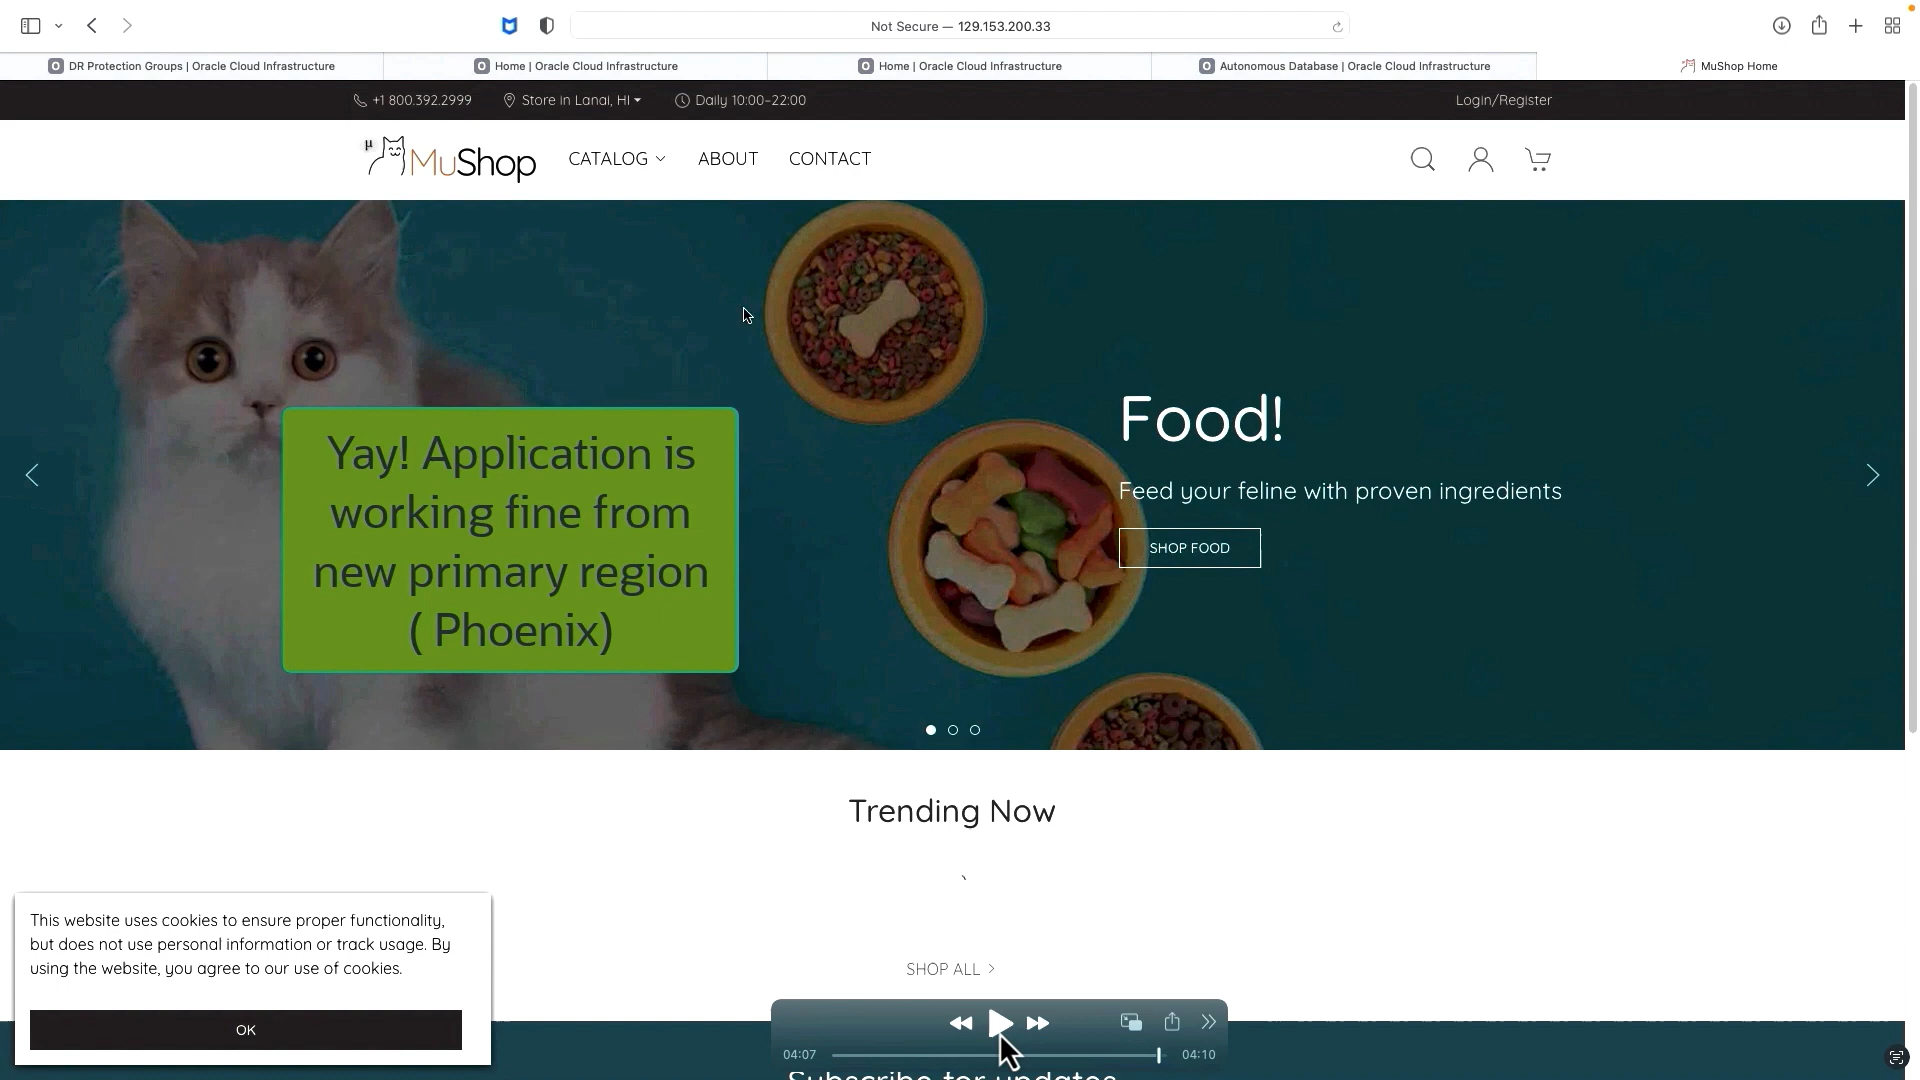 Not Secure — 129.153.200.33
DR Protection Groups | Oracle Cloud Infrastructure
Home | Oracle Cloud Infrastructure
Home | Oracle Cloud Infrastructure
Autonomous Database | Oracle Cloud Infrastructure
MuShop Home
+1 800.392.2999
Store in Lanai, HI
Daily 10:00–22:00
Login/Register
μ MuShop
CATALOG
ABOUT
CONTACT
Food!
Feed your feline with proven ingredients
SHOP FOOD
Yay! Application is
working fine from
new primary region
( Phoenix)
Trending Now
SHOP ALL
This website uses cookies to ensure proper functionality,
but does not use personal information or track usage. By
using the website, you agree to our use of cookies.
OK
04:07
04:10
Subscribe for updates